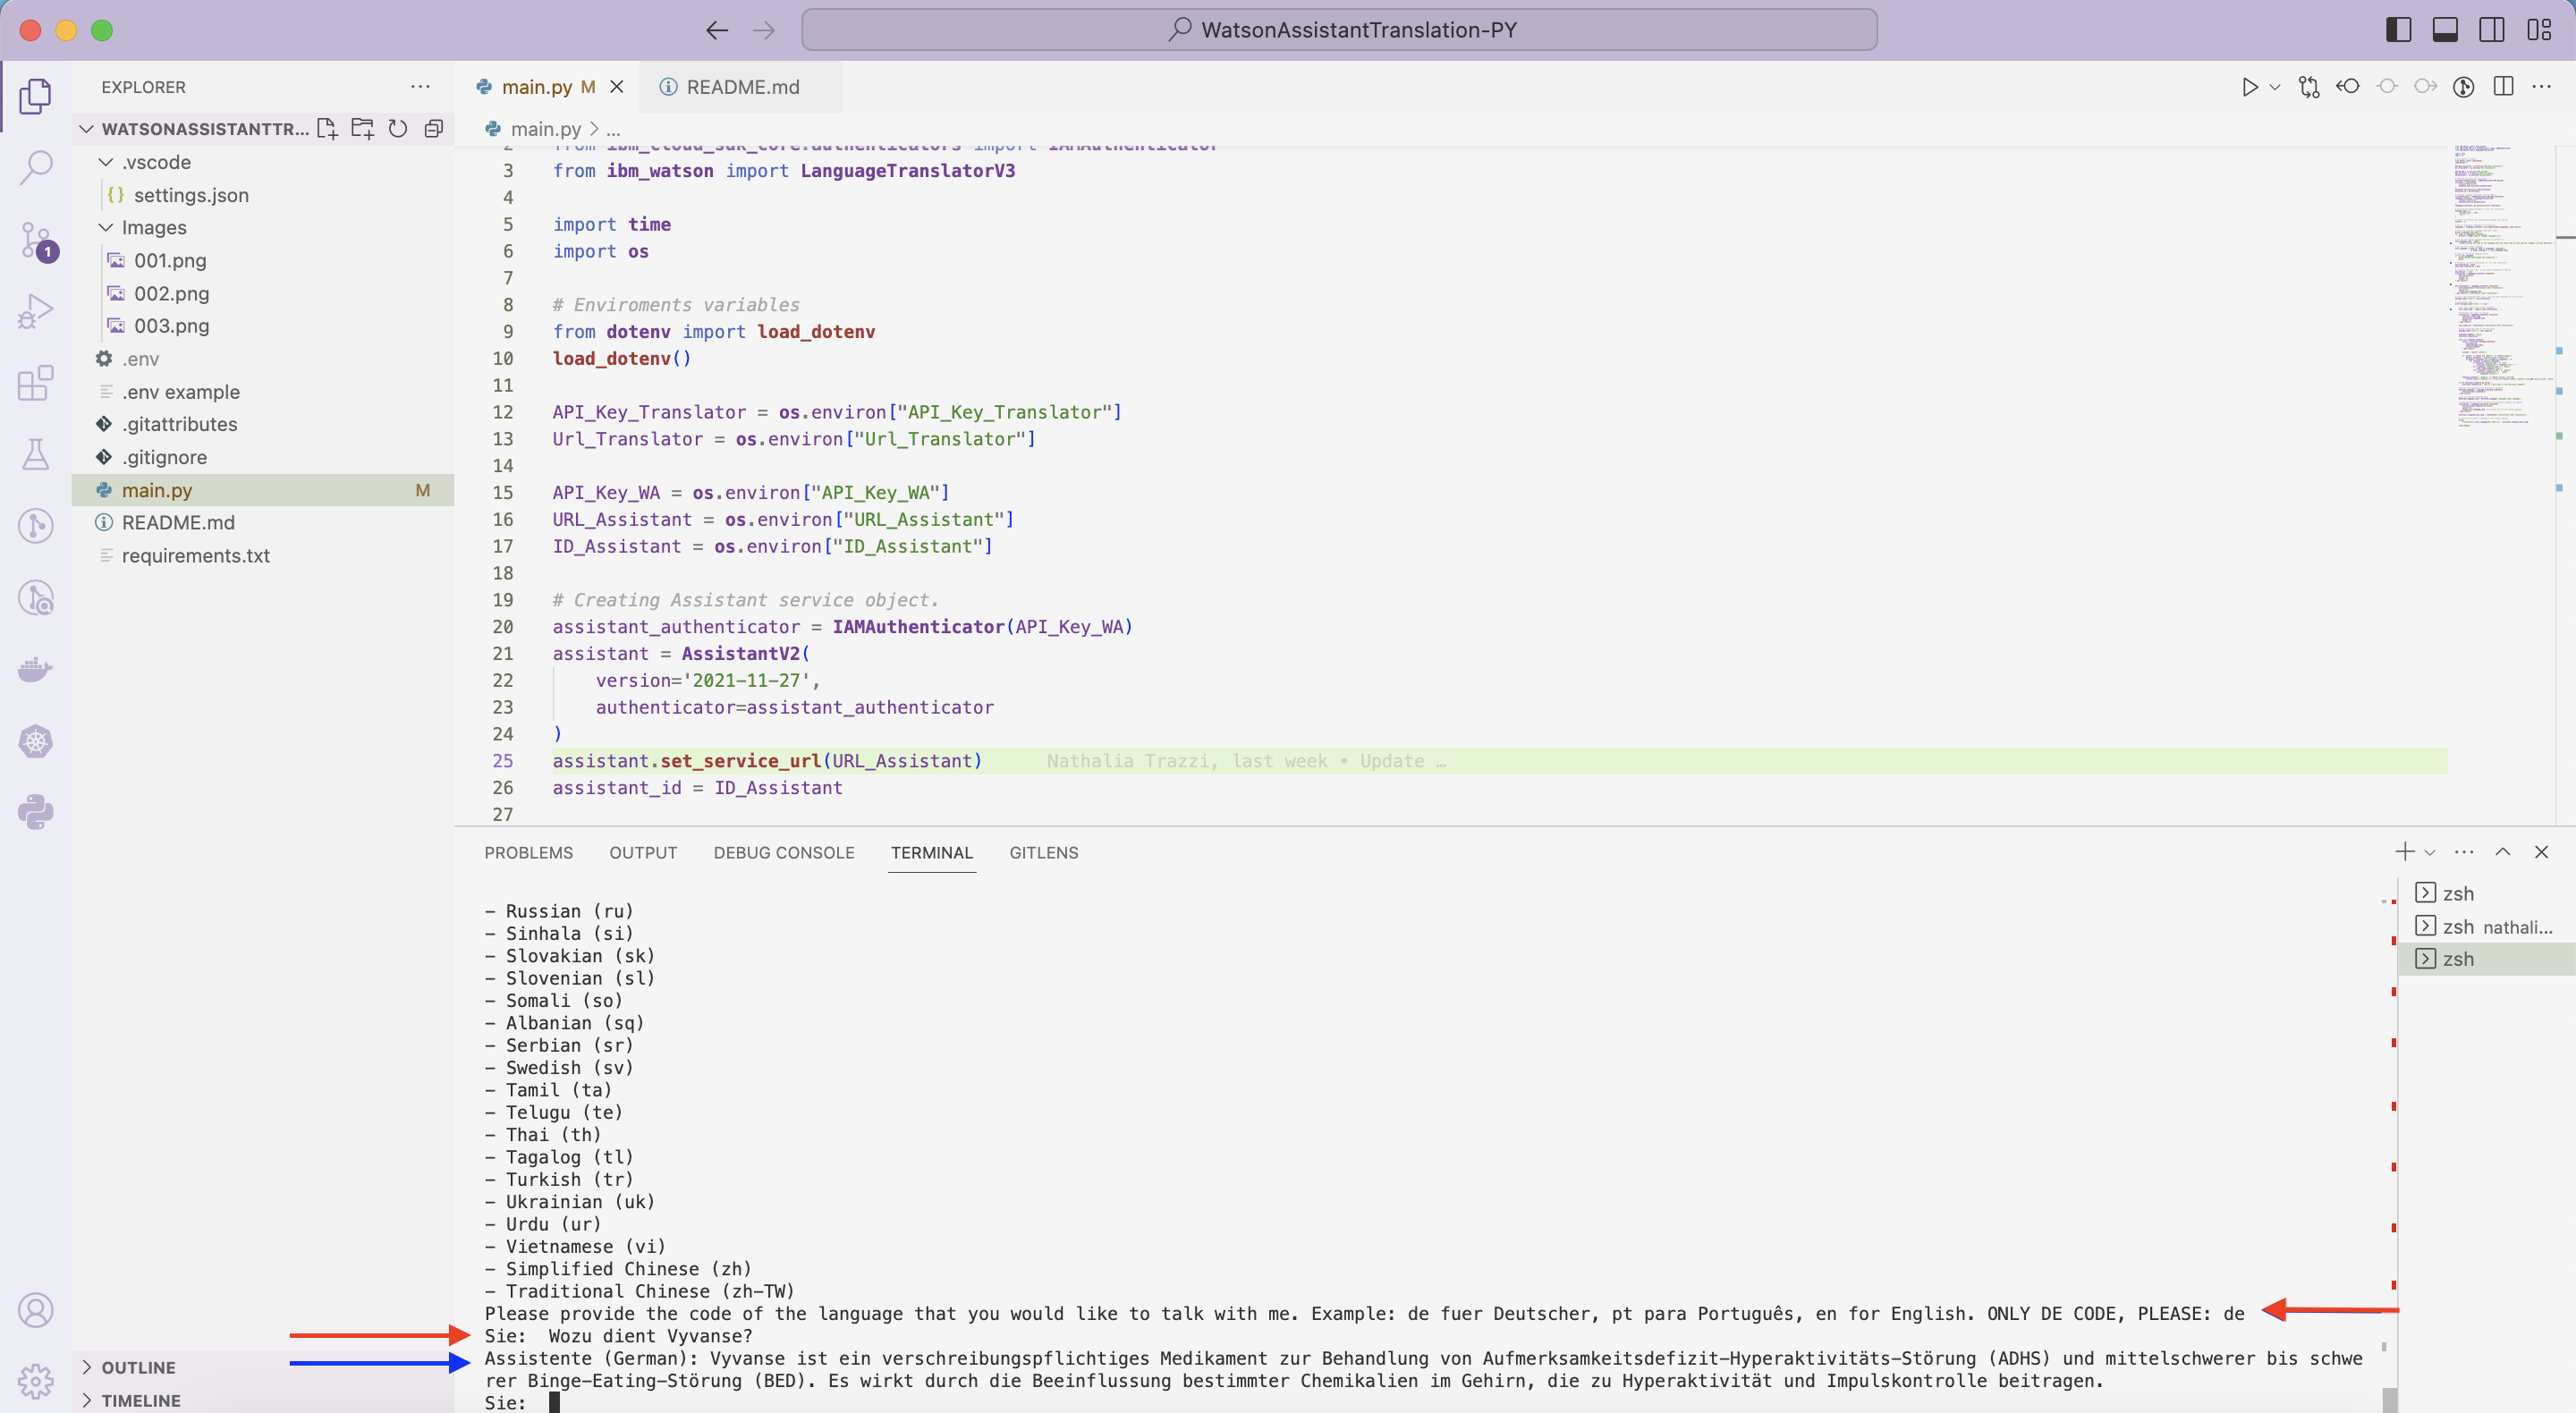 WatsonAssistantTranslation-PY
EXPLORER
main.py M
README.md
WATSONASSISTANTTR...
main.py > ...
.vscode
settings.json
Images
001.png
002.png
003.png
.env
.env example
.gitattributes
.gitignore
main.py M
README.md
requirements.txt
1
2 from ibm_cloud_sdk_core.authenticators import IAMAuthenticator
3 from ibm_watson import LanguageTranslatorV3
4
5 import time
6 import os
7
8 # Enviroments variables
9 from dotenv import load_dotenv
10 load_dotenv()
11
12 API_Key_Translator = os.environ["API_Key_Translator"]
13 Url_Translator = os.environ["Url_Translator"]
14
15 API_Key_WA = os.environ["API_Key_WA"]
16 URL_Assistant = os.environ["URL_Assistant"]
17 ID_Assistant = os.environ["ID_Assistant"]
18
19 # Creating Assistant service object.
20 assistant_authenticator = IAMAuthenticator(API_Key_WA)
21 assistant = AssistantV2(
22 version='2021-11-27',
23 authenticator=assistant_authenticator
24 )
25 assistant.set_service_url(URL_Assistant) Nathalia Trazzi, last week • Update …
26 assistant_id = ID_Assistant
27
PROBLEMS OUTPUT DEBUG CONSOLE TERMINAL GITLENS
zsh
zsh nathali...
zsh
- Russian (ru)
- Sinhala (si)
- Slovakian (sk)
- Slovenian (sl)
- Somali (so)
- Albanian (sq)
- Serbian (sr)
- Swedish (sv)
- Tamil (ta)
- Telugu (te)
- Thai (th)
- Tagalog (tl)
- Turkish (tr)
- Ukrainian (uk)
- Urdu (ur)
- Vietnamese (vi)
- Simplified Chinese (zh)
- Traditional Chinese (zh-TW)
Please provide the code of the language that you would like to talk with me. Example: de fuer Deutscher, pt para Português, en for English. ONLY DE CODE, PLEASE: de
Sie: Wozu dient Vyvanse?
Assistente (German): Vyvanse ist ein verschreibungspflichtiges Medikament zur Behandlung von Aufmerksamkeitsdefizit-Hyperaktivitäts-Störung (ADHS) und mittelschwerer bis schwe
rer Binge-Eating-Störung (BED). Es wirkt durch die Beeinflussung bestimmter Chemikalien im Gehirn, die zu Hyperaktivität und Impulskontrolle beitragen.
Sie:
OUTLINE
TIMELINE